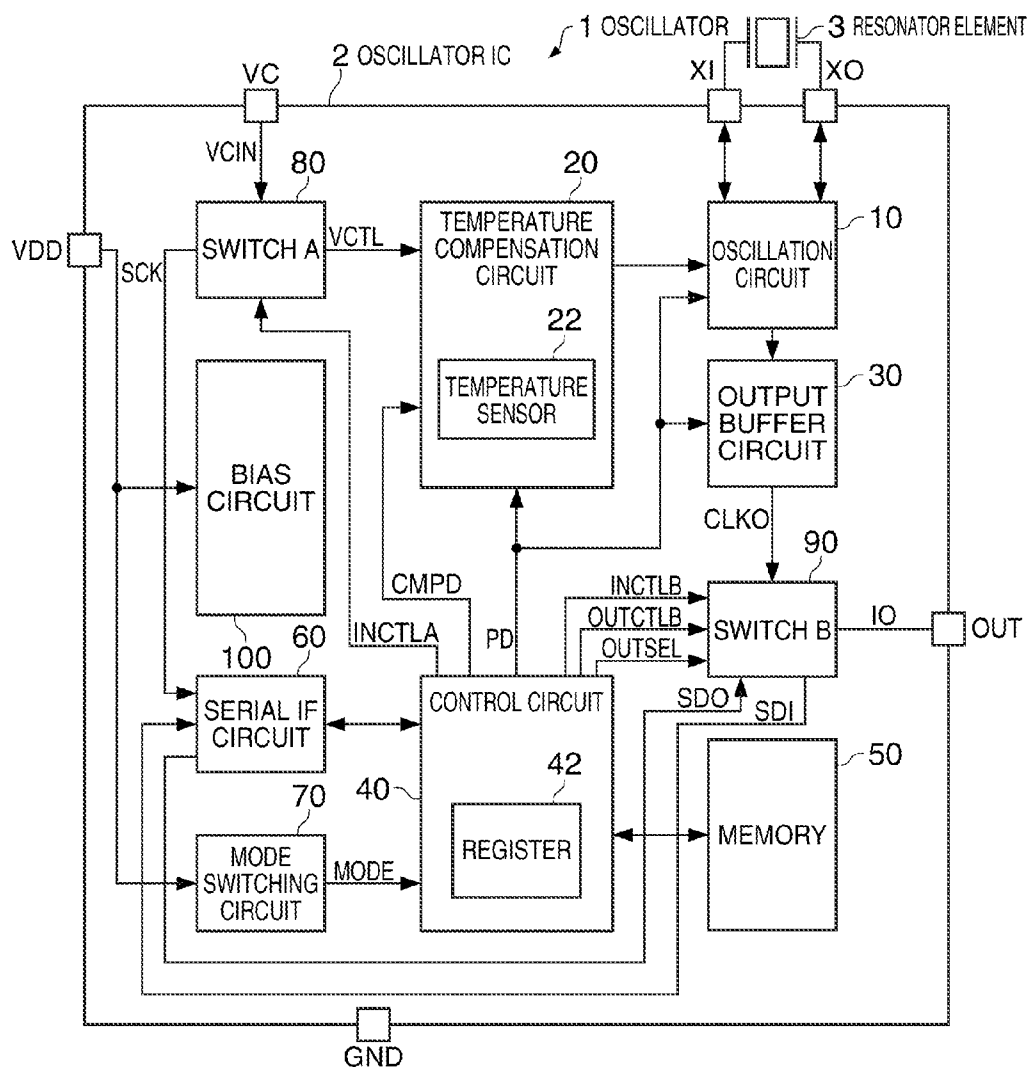 1 OSCILLATOR
3 RESONATOR ELEMENT
2 OSCILLATOR IC
VC
XI
XO
VCIN
80
20
10
VDD
SCK
SWITCH A
VCTL
TEMPERATURE
COMPENSATION
CIRCUIT
OSCILLATION
CIRCUIT
22
TEMPERATURE
SENSOR
30
OUTPUT
BUFFER
CIRCUIT
BIAS
CIRCUIT
CLKO
90
CMPD
INCTLB
INCTLA
PD
OUTCTLB
SWITCH B
IO
OUT
100
60
OUTSEL
SERIAL IF
CIRCUIT
CONTROL CIRCUIT
SDO
SDI
40
42
50
70
REGISTER
MEMORY
MODE
SWITCHING
CIRCUIT
MODE
GND